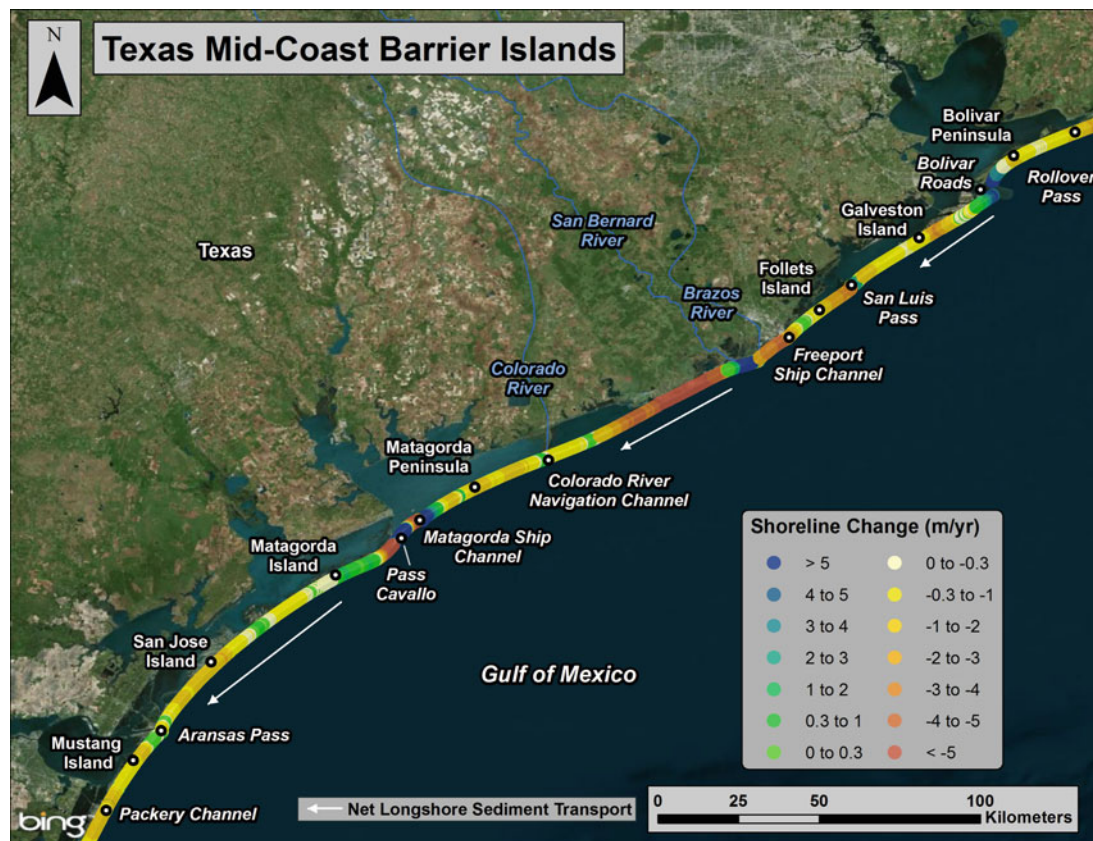 N
Texas Mid-Coast Barrier Islands
Bolivar
Peninsula
Bolivar
Roads
Rollover
Pass
Galveston
Island
San Bernard
River
Texas
Follets
Island
San Luis
Pass
Brazos
River
Freeport
Ship Channel
Colorado
River
Matagorda
Peninsula
Colorado River
Navigation Channel
Matagorda Ship
Channel
Matagorda
Island
Pass
Cavallo
San Jose
Island
Gulf of Mexico
Aransas Pass
Mustang
Island
Packery Channel
Shoreline Change (m/yr)
> 5
0 to -0.3
4 to 5
-0.3 to -1
3 to 4
-1 to -2
2 to 3
-2 to -3
1 to 2
-3 to -4
0.3 to 1
-4 to -5
0 to 0.3
< -5
Net Longshore Sediment Transport
0 25 50 100
Kilometers
bing